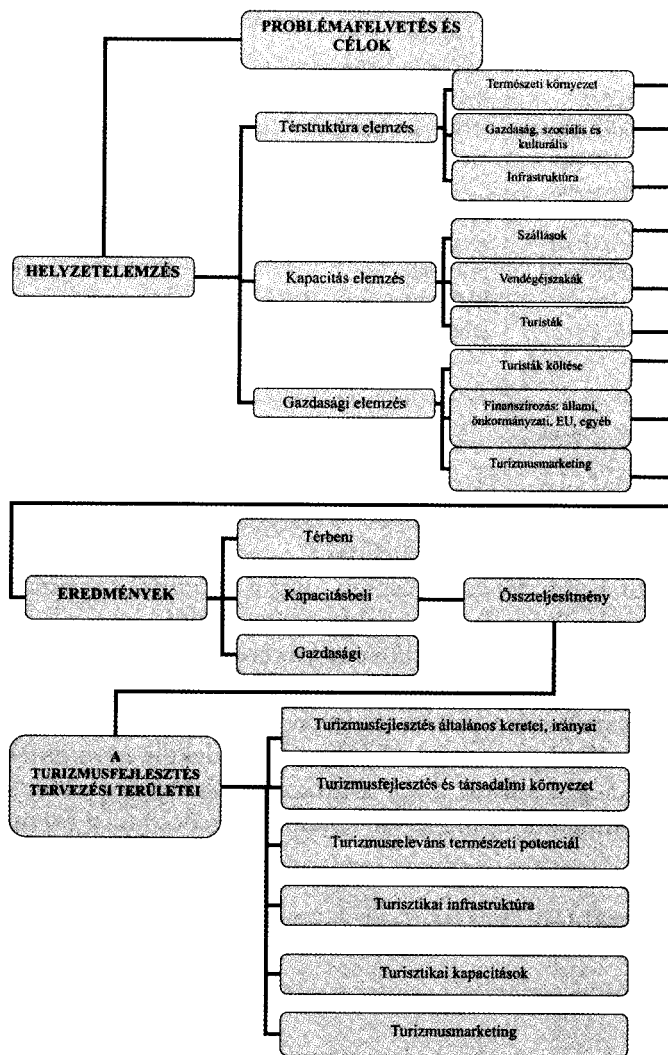 PROBLÉMAFELVETÉS ÉS
CÉLOK
Természeti környezet
Térstruktúra elemzés
Gazdaság, szociális és
kulturális
Infrastruktúra
Szállások
HELYZETELEMZÉS
Kapacitás elemzés
Vendégéjszakák
Turisták
Turisták költése
Gazdasági elemzés
Finanszírozás: állami,
önkormányzati, EU, egyéb
Turizmusmarketing
Térbeni
EREDMÉNYEK
Kapacitásbeli
Összteljesítmény
Gazdasági
A
TURIZMUSFEJLESZTÉS
TERVEZÉSI TERÜLETEI
Turizmusfejlesztés általános keretei, irányai
Turizmusfejlesztés és társadalmi környezet
Turizmusreleváns természeti potenciál
Turisztikai infrastruktúra
Turisztikai kapacitások
Turizmusmarketing